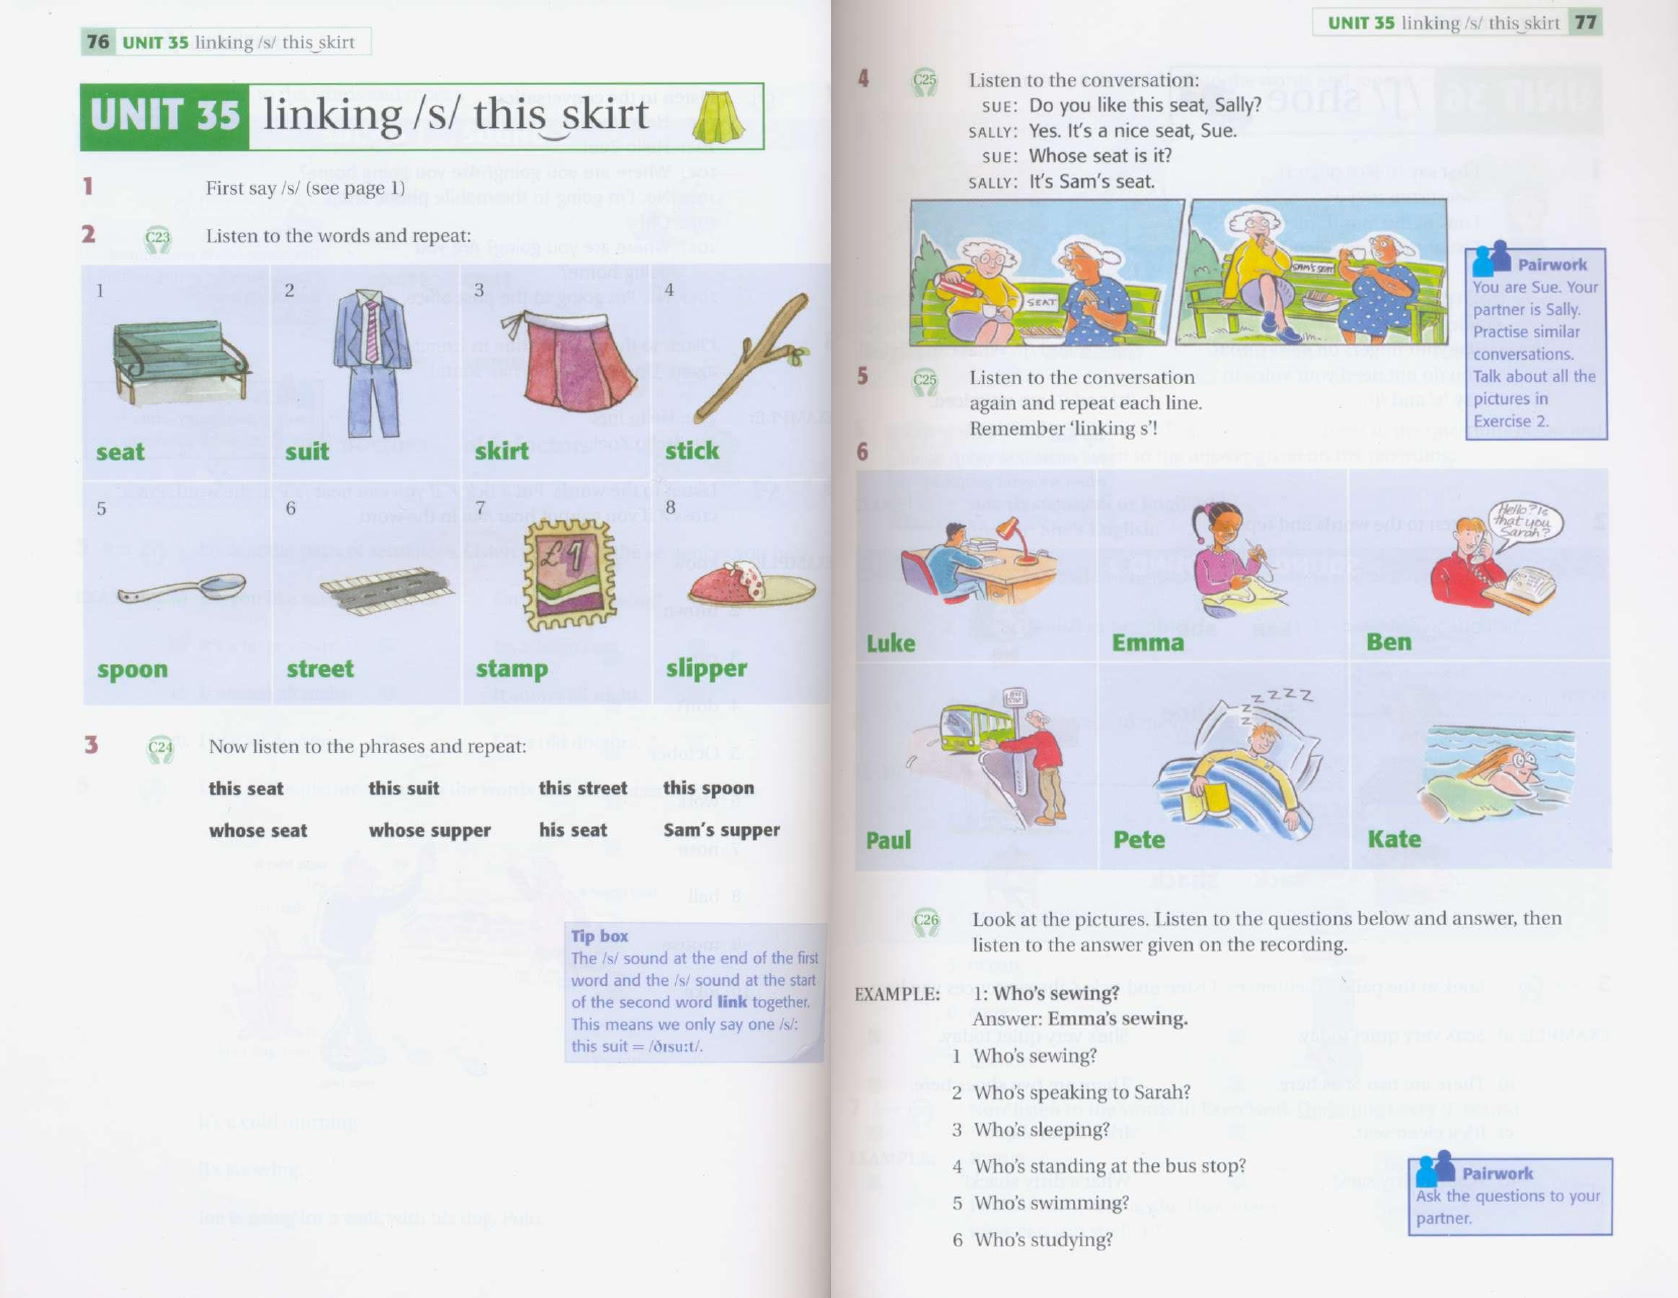 76 UNIT 35 linking /s/ this skirt
UNIT 35 linking /s/ this skirt
1 First say /s/ (see page 1)
2 C23 Listen to the words and repeat:
1 2 3 4
seat suit skirt stick
5 6 7 8
£1
spoon street stamp slipper
3 C24 Now listen to the phrases and repeat:
this seat this suit this street this spoon
whose seat whose supper his seat Sam's supper
Tip box
The /s/ sound at the end of the first
word and the /s/ sound at the start
of the second word link together.
This means we only say one /s/:
this suit = /ðɪsuːt/.
UNIT 35 linking /s/ this skirt 77
4 C25 Listen to the conversation:
SUE: Do you like this seat, Sally?
SALLY: Yes. It's a nice seat, Sue.
SUE: Whose seat is it?
SALLY: It's Sam's seat.
SEAT
SAM'S SEAT
Pairwork
You are Sue. Your
partner is Sally.
Practise similar
conversations.
Talk about all the
pictures in
Exercise 2.
5 C25 Listen to the conversation
again and repeat each line.
Remember 'linking s'!
6
Hello? Is
that you
Sarah?
Luke Emma Ben
z z z z z z
Paul Pete Kate
C26 Look at the pictures. Listen to the questions below and answer, then
listen to the answer given on the recording.
EXAMPLE: 1: Who's sewing?
Answer: Emma's sewing.
1 Who's sewing?
2 Who's speaking to Sarah?
3 Who's sleeping?
4 Who's standing at the bus stop?
5 Who's swimming?
6 Who's studying?
Pairwork
Ask the questions to your
partner.